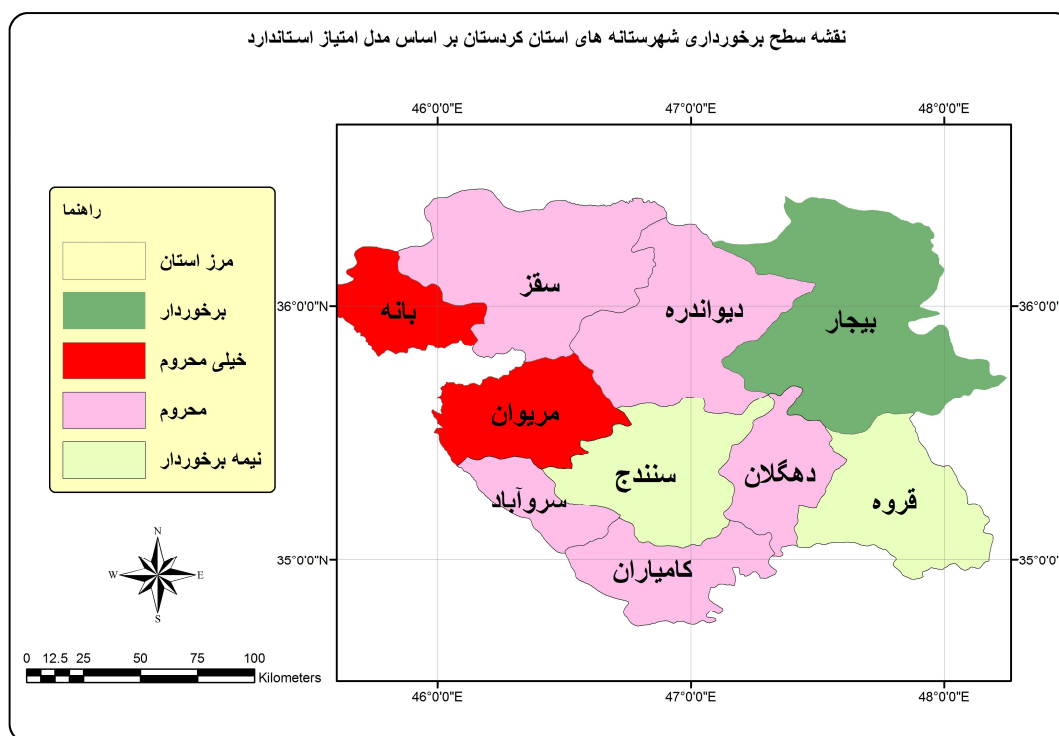 نقشه سطح برخورداری شهرستانه های استان کردستان بر اساس مدل امتیاز استاندارد
46°0'0"E 47°0'0"E 48°0'0"E
راهنما
مرز استان
برخوردار
خیلی محروم
محروم
نیمه برخوردار
36°0'0"N 36°0'0"N
سقز
دیواندره
بانه
بیجار
مریوان
سنندج
دهگلان
سروآباد
قروه
کامیاران
35°0'0"N 35°0'0"N
N
W E
S
0 12.5 25 50 75 100
Kilometers
46°0'0"E 47°0'0"E 48°0'0"E